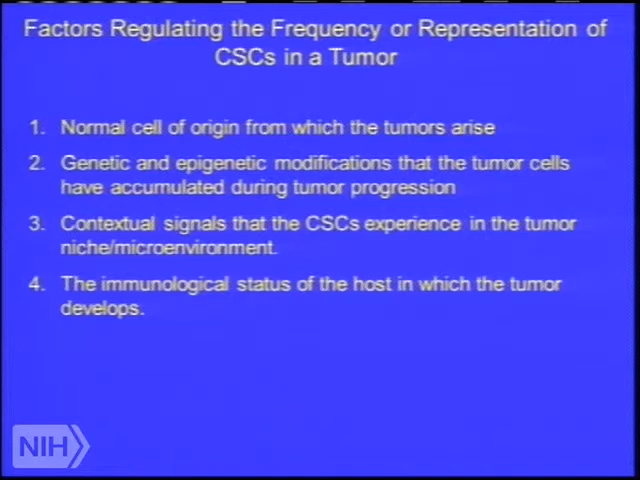 Factors Regulating the Frequency or Representation of
CSCs in a Tumor
1. Normal cell of origin from which the tumors arise
2. Genetic and epigenetic modifications that the tumor cells
have accumulated during tumor progression
3. Contextual signals that the CSCs experience in the tumor
niche/microenvironment.
4. The immunological status of the host in which the tumor
develops.
NIH